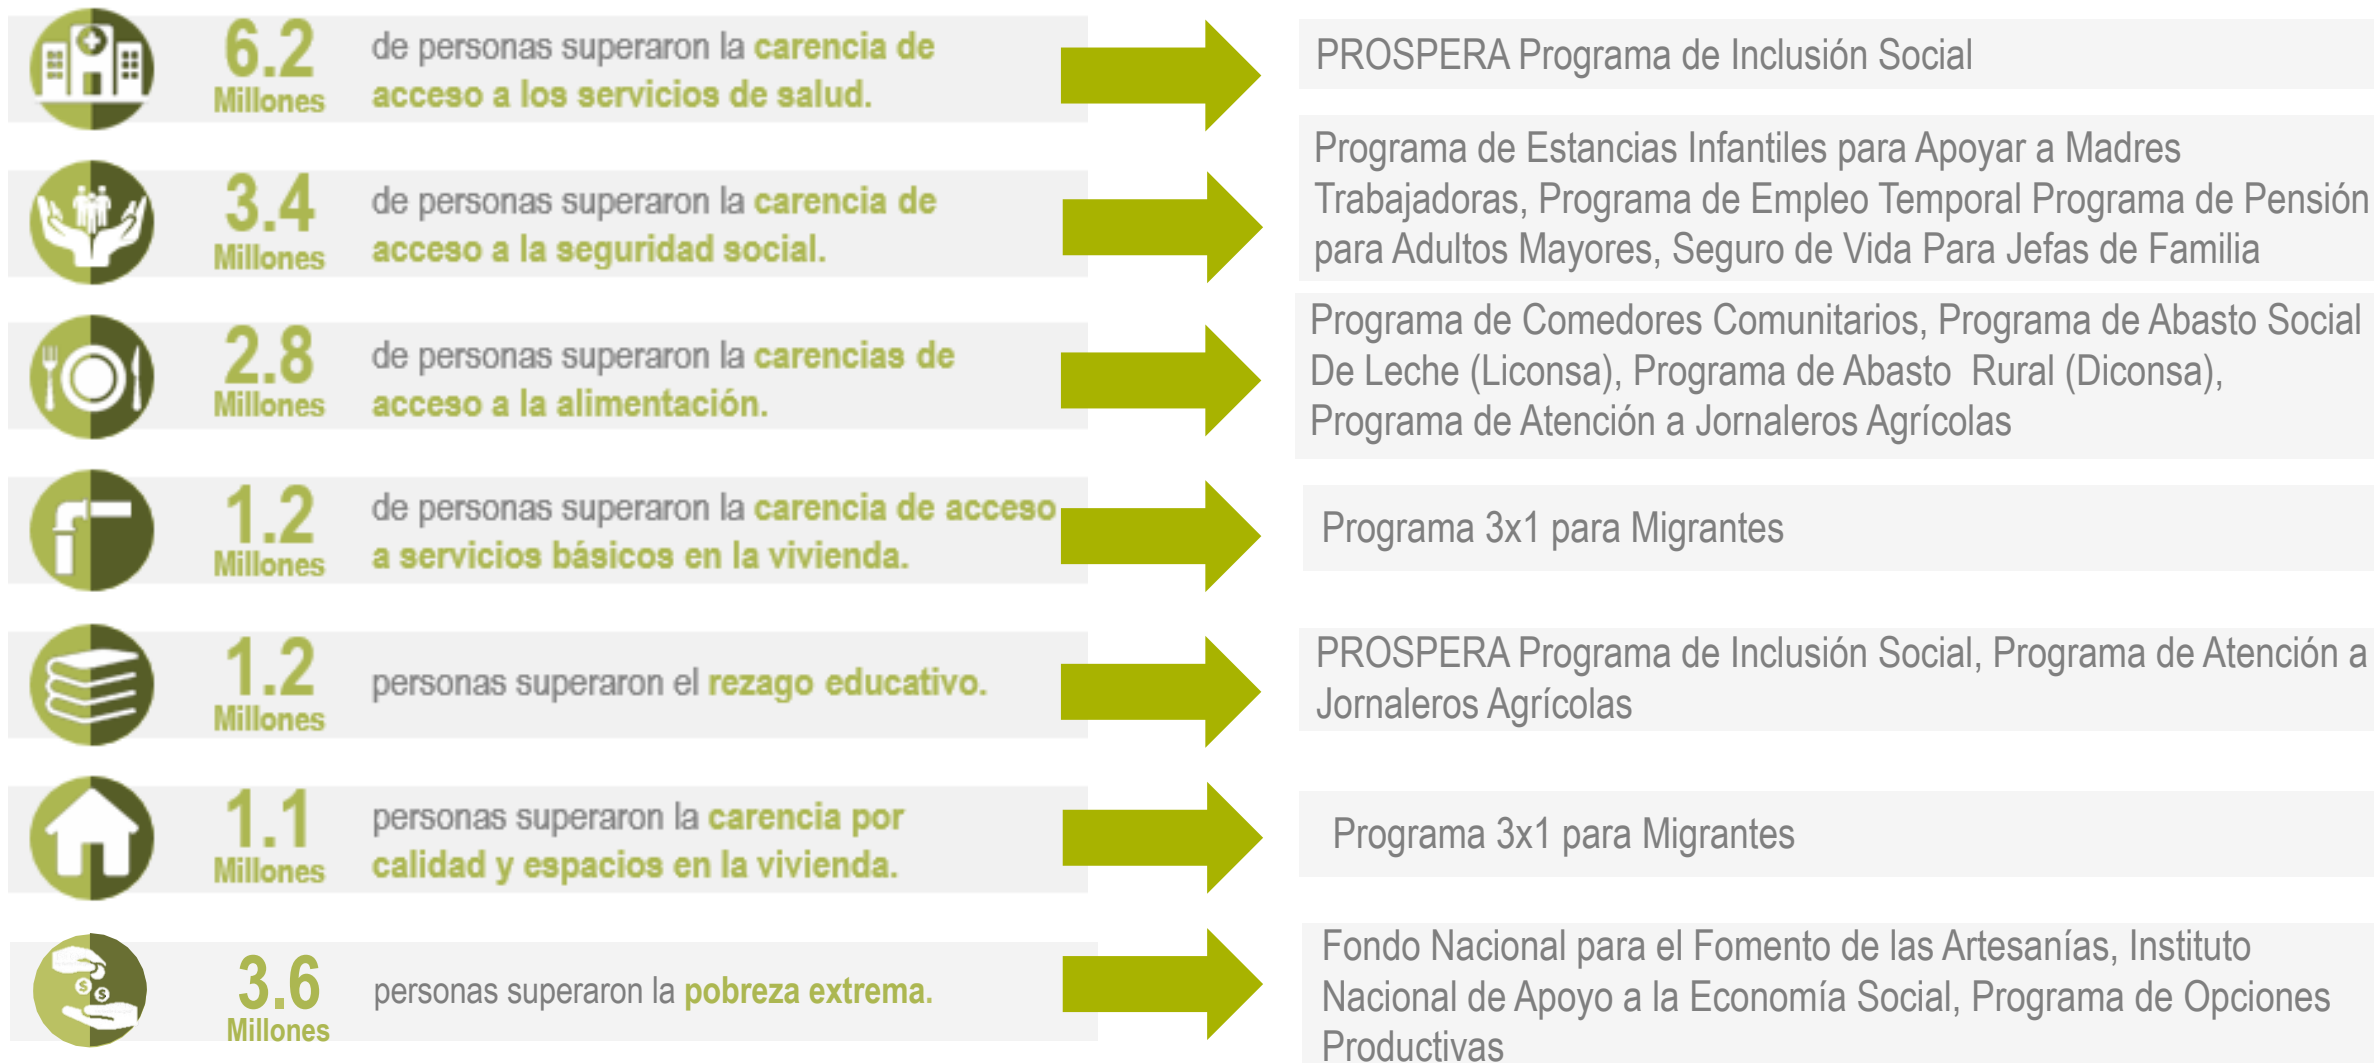 6.2
Millones
de personas superaron la carencia de
acceso a los servicios de salud.
PROSPERA Programa de Inclusión Social
3.4
Millones
de personas superaron la carencia de
acceso a la seguridad social.
Programa de Estancias Infantiles para Apoyar a Madres
Trabajadoras, Programa de Empleo Temporal Programa de Pensión
para Adultos Mayores, Seguro de Vida Para Jefas de Familia
2.8
Millones
de personas superaron la carencias de
acceso a la alimentación.
Programa de Comedores Comunitarios, Programa de Abasto Social
De Leche (Liconsa), Programa de Abasto Rural (Diconsa),
Programa de Atención a Jornaleros Agrícolas
1.2
Millones
de personas superaron la carencia de acceso
a servicios básicos en la vivienda.
Programa 3x1 para Migrantes
1.2
Millones
personas superaron el rezago educativo.
PROSPERA Programa de Inclusión Social, Programa de Atención a
Jornaleros Agrícolas
1.1
Millones
personas superaron la carencia por
calidad y espacios en la vivienda.
Programa 3x1 para Migrantes
3.6
Millones
personas superaron la pobreza extrema.
Fondo Nacional para el Fomento de las Artesanías, Instituto
Nacional de Apoyo a la Economía Social, Programa de Opciones
Productivas